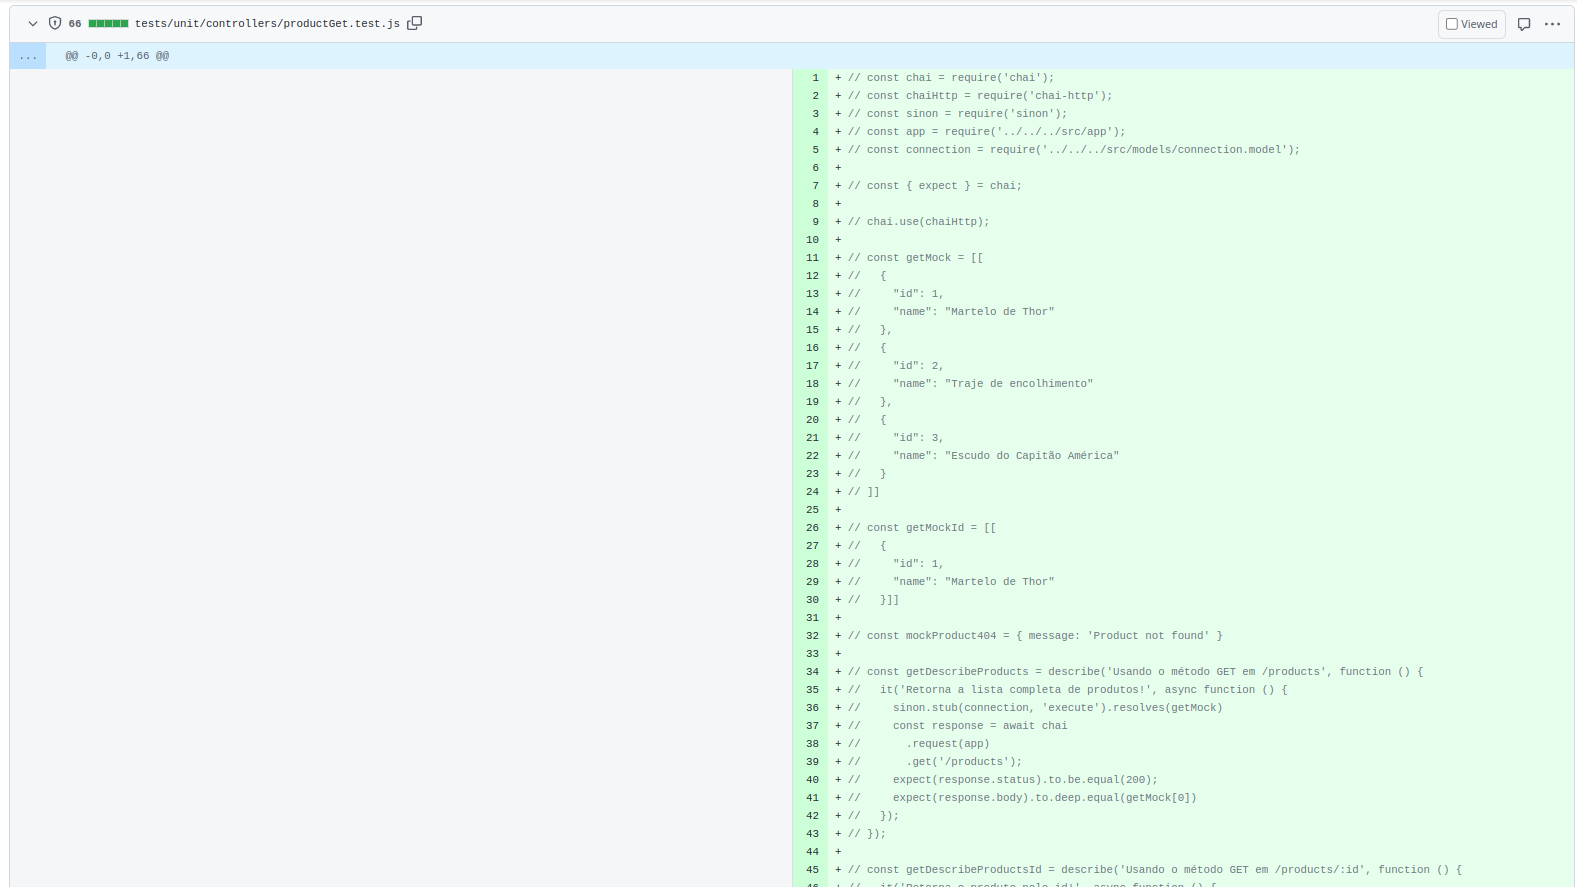 66 tests/unit/controllers/productGet.test.js Viewed ...
... @@ -0,0 +1,66 @@
1 + // const chai = require('chai');
2 + // const chaiHttp = require('chai-http');
3 + // const sinon = require('sinon');
4 + // const app = require('../../../src/app');
5 + // const connection = require('../../../src/models/connection.model');
6 +
7 + // const { expect } = chai;
8 +
9 + // chai.use(chaiHttp);
10 +
11 + // const getMock = [[
12 + //   {
13 + //     "id": 1,
14 + //     "name": "Martelo de Thor"
15 + //   },
16 + //   {
17 + //     "id": 2,
18 + //     "name": "Traje de encolhimento"
19 + //   },
20 + //   {
21 + //     "id": 3,
22 + //     "name": "Escudo do Capitão América"
23 + //   }
24 + // ]]
25 +
26 + // const getMockId = [[
27 + //   {
28 + //     "id": 1,
29 + //     "name": "Martelo de Thor"
30 + //   }]]
31 +
32 + // const mockProduct404 = { message: 'Product not found' }
33 +
34 + // const getDescribeProducts = describe('Usando o método GET em /products', function () {
35 + //   it('Retorna a lista completa de produtos!', async function () {
36 + //     sinon.stub(connection, 'execute').resolves(getMock)
37 + //     const response = await chai
38 + //       .request(app)
39 + //       .get('/products');
40 + //     expect(response.status).to.be.equal(200);
41 + //     expect(response.body).to.deep.equal(getMock[0])
42 + //   });
43 + // });
44 +
45 + // const getDescribeProductsId = describe('Usando o método GET em /products/:id', function () {
46 + //   it('Retorna o produto pelo id!', async function () {